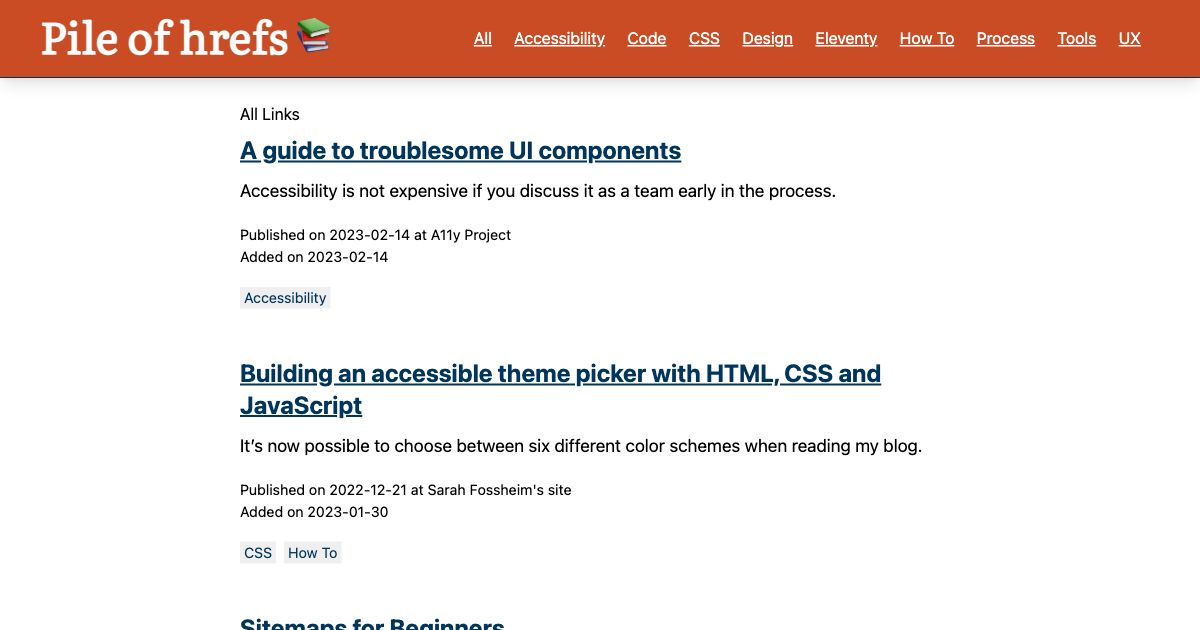 Pile of hrefs
All Accessibility Code CSS Design Eleventy How To Process Tools UX
All Links
A guide to troublesome UI components
Accessibility is not expensive if you discuss it as a team early in the process.
Published on 2023-02-14 at A11y Project
Added on 2023-02-14
Accessibility
Building an accessible theme picker with HTML, CSS and
JavaScript
It’s now possible to choose between six different color schemes when reading my blog.
Published on 2022-12-21 at Sarah Fossheim's site
Added on 2023-01-30
CSS How To
Sitemaps for Beginners